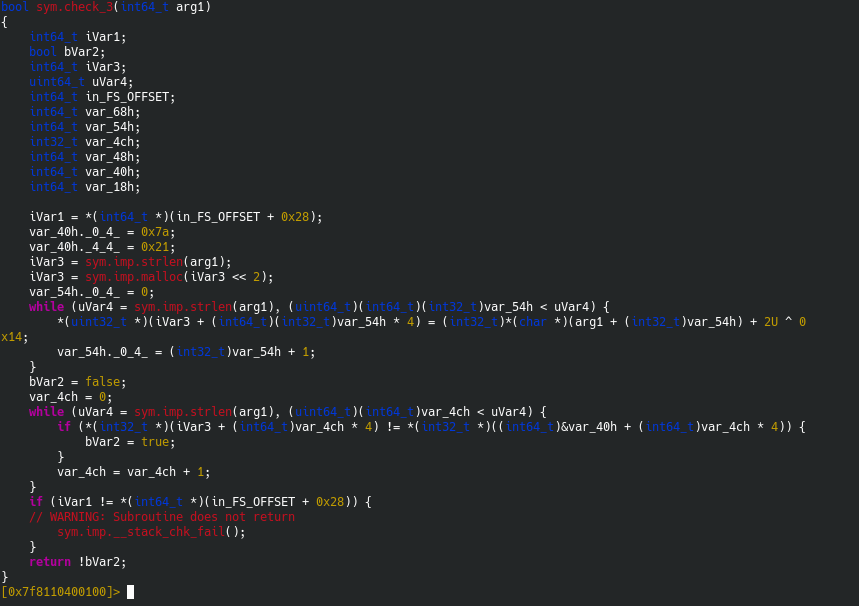 bool sym.check_3(int64_t arg1)
{
    int64_t iVar1;
    bool bVar2;
    int64_t iVar3;
    uint64_t uVar4;
    int64_t in_FS_OFFSET;
    int64_t var_68h;
    int64_t var_54h;
    int32_t var_4ch;
    int64_t var_48h;
    int64_t var_40h;
    int64_t var_18h;

    iVar1 = *(int64_t *)(in_FS_OFFSET + 0x28);
    var_40h._0_4_ = 0x7a;
    var_40h._4_4_ = 0x21;
    iVar3 = sym.imp.strlen(arg1);
    iVar3 = sym.imp.malloc(iVar3 << 2);
    var_54h._0_4_ = 0;
    while (uVar4 = sym.imp.strlen(arg1), (uint64_t)(int64_t)(int32_t)var_54h < uVar4) {
        *(uint32_t *)(iVar3 + (int64_t)(int32_t)var_54h * 4) = (int32_t)*(char *)(arg1 + (int32_t)var_54h) + 2U ^ 0
x14;
        var_54h._0_4_ = (int32_t)var_54h + 1;
    }
    bVar2 = false;
    var_4ch = 0;
    while (uVar4 = sym.imp.strlen(arg1), (uint64_t)(int64_t)var_4ch < uVar4) {
        if (*(int32_t *)(iVar3 + (int64_t)var_4ch * 4) != *(int32_t *)((int64_t)&var_40h + (int64_t)var_4ch * 4)) {
            bVar2 = true;
        }
        var_4ch = var_4ch + 1;
    }
    if (iVar1 != *(int64_t *)(in_FS_OFFSET + 0x28)) {
    // WARNING: Subroutine does not return
        sym.imp.__stack_chk_fail();
    }
    return !bVar2;
}
[0x7f8110400100]>